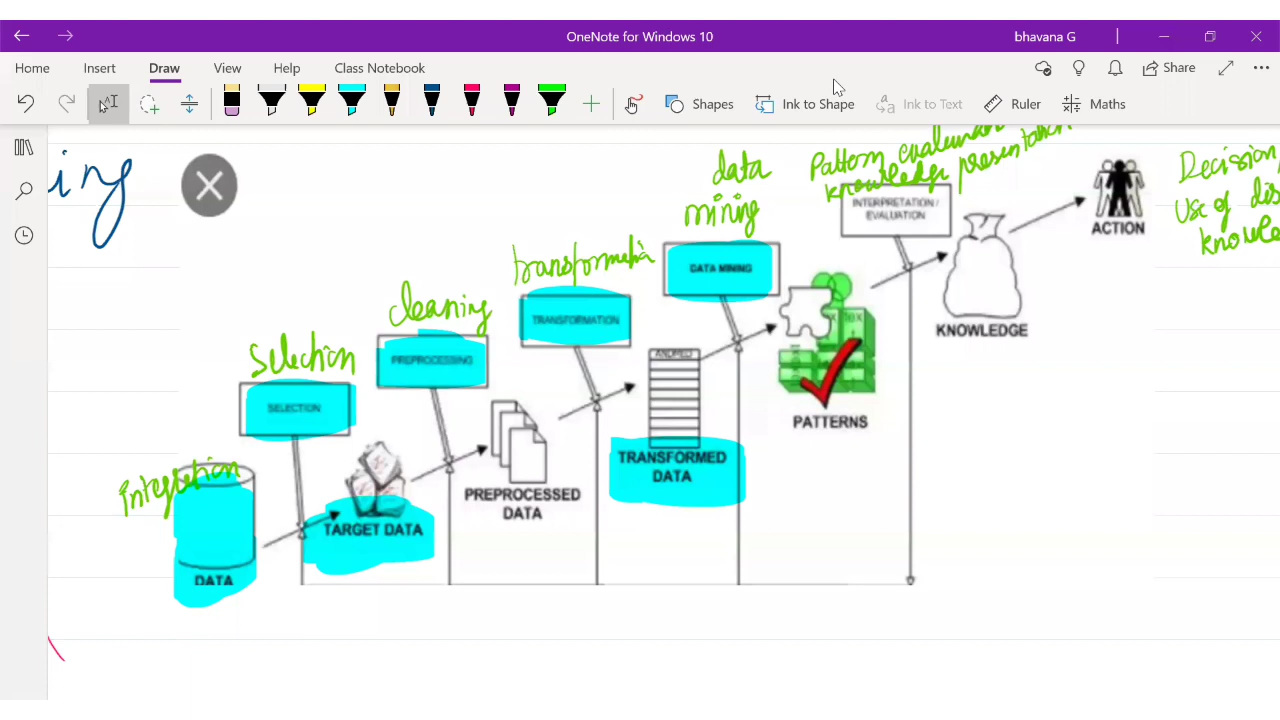 OneNote for Windows 10
bhavana G
Home Insert Draw View Help Class Notebook
Share
Shapes
Ink to Shape
Ink to Text
Ruler
Maths
ing
Pattern evaluation
knowledge presentation
data
mining
Decision,
Use of dis
knowle
INTERPRETATION /
EVALUATION
ACTION
transformatio
DATA MINING
cleaning
TRANSFORMATION
KNOWLEDGE
Selection
PREPROCESSING
SELECTION
PATTERNS
Integration
TRANSFORMED
DATA
PREPROCESSED
DATA
TARGET DATA
DATA